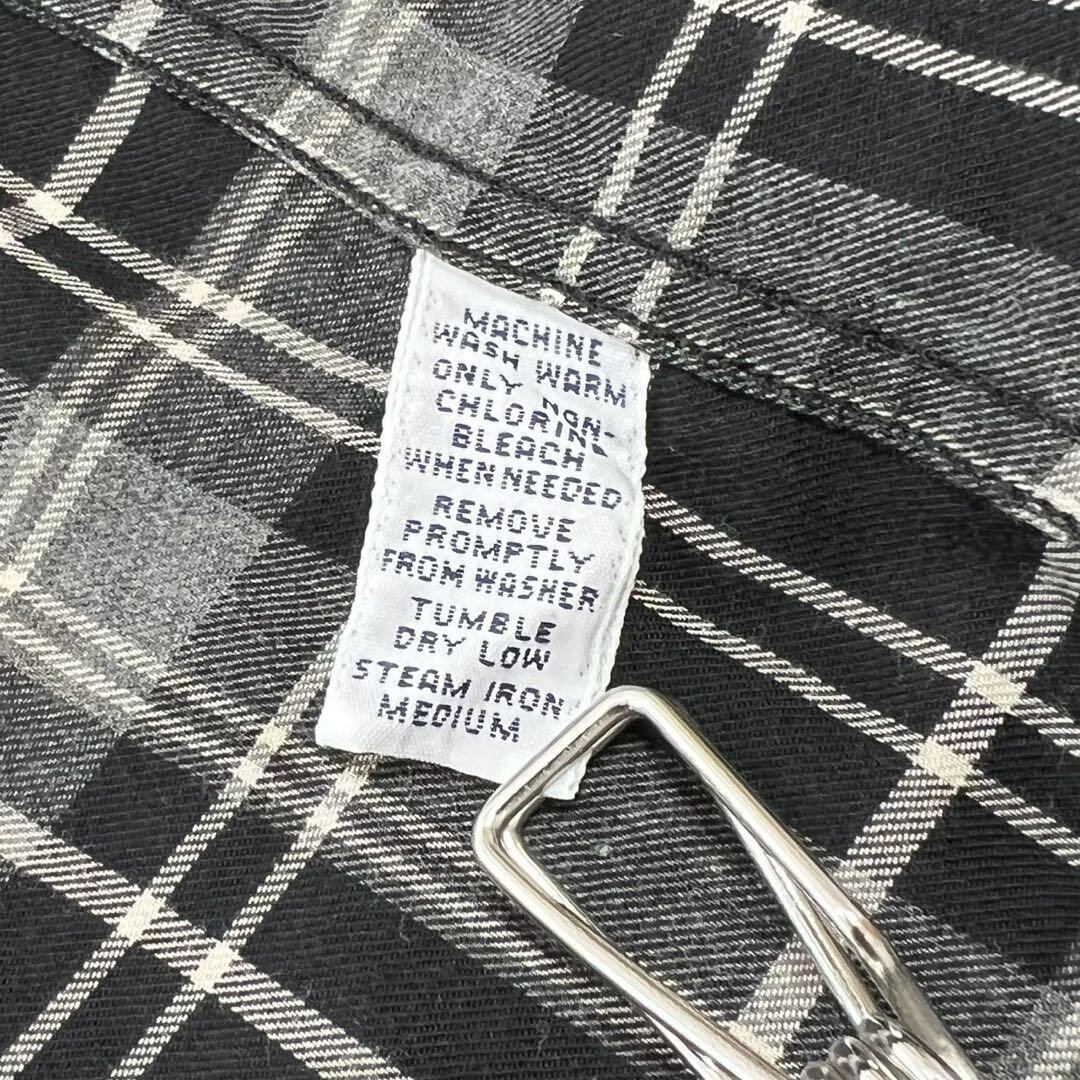 MACHINE
WASH WARM
ONLY NON-
CHLORINE
BLEACH
WHEN NEEDED
REMOVE
PROMPTLY
FROM WASHER
TUMBLE
DRY LOW
STEAM IRON
MEDIUM